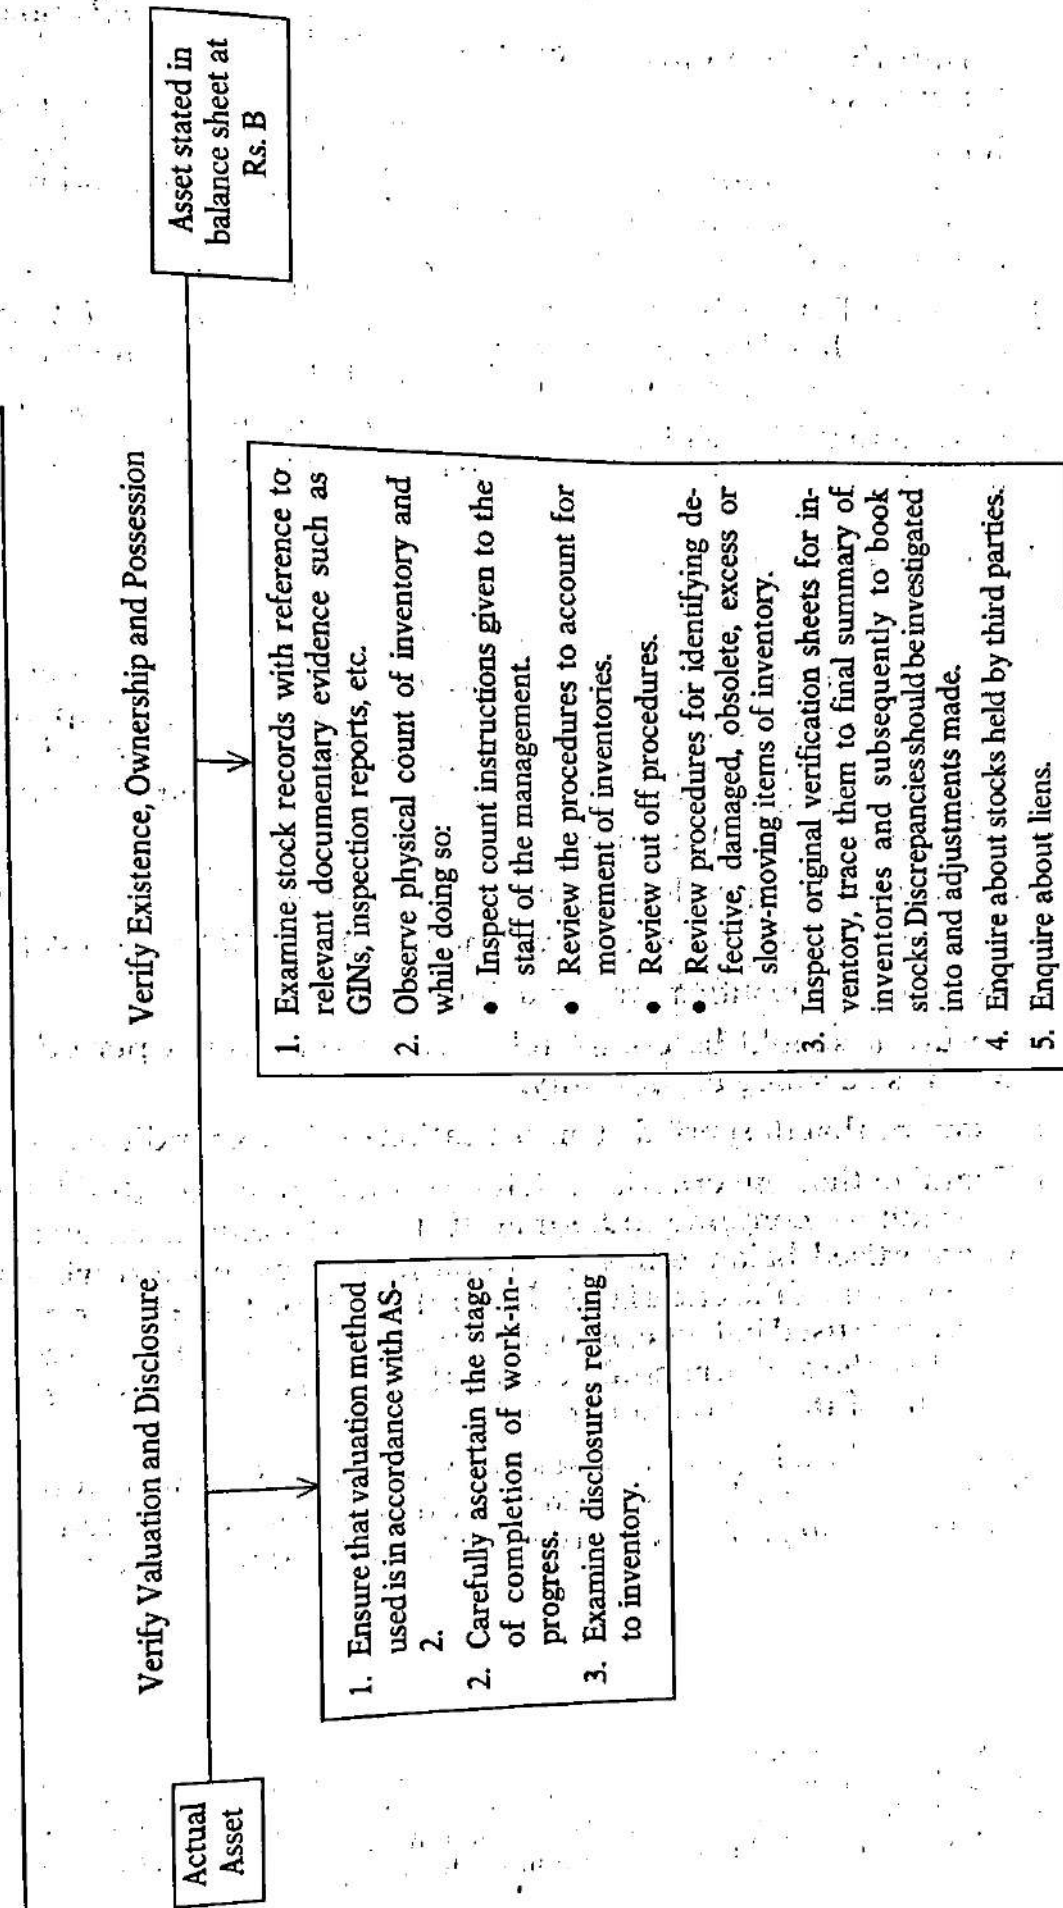 Actual
Asset
Verify Valuation and Disclosure
1. Ensure that valuation method
used is in accordance with AS-
2.
2. Carefully ascertain the stage
of completion of work-in-
progress.
3. Examine disclosures relating
to inventory.
Verify Existence, Ownership and Possession
1. Examine stock records with reference to
relevant documentary evidence such as
GINs, inspection reports, etc.
2. Observe physical count of inventory and
while doing so:
• Inspect count instructions given to the
staff of the management.
• Review the procedures to account for
movement of inventories.
• Review cut off procedures.
• Review procedures for identifying de-
fective, damaged, obsolete, excess or
slow-moving items of inventory.
3. Inspect original verification sheets for in-
ventory, trace them to final summary of
inventories and subsequently to book
stocks. Discrepancies should be investigated
into and adjustments made.
4. Enquire about stocks held by third parties.
5. Enquire about liens.
Asset stated in
balance sheet at
Rs. B